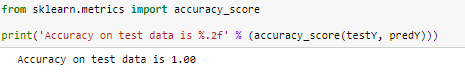 from sklearn.metrics import accuracy_score
print('Accuracy on test data is %.2f' % (accuracy_score(testY, predY)))
Accuracy on test data is 1.00